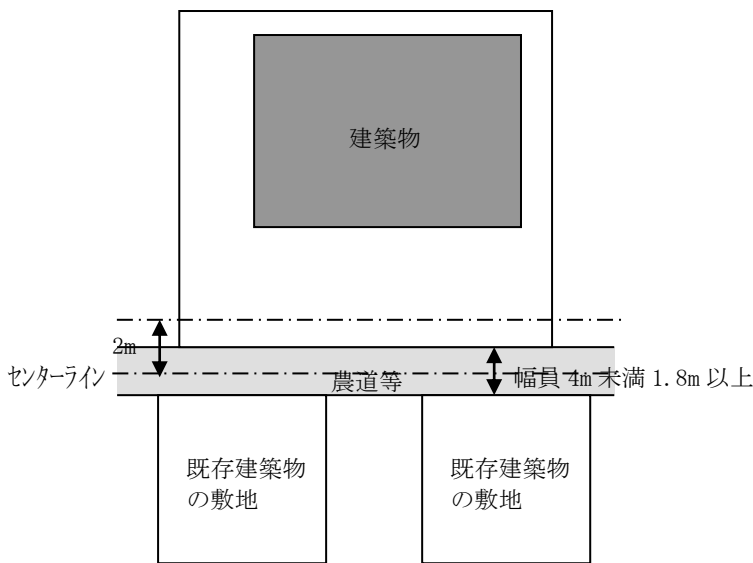 建築物
2m
センターライン
農道等
幅員 4m 未満 1.8m 以上
既存建築物
の敷地
既存建築物
の敷地